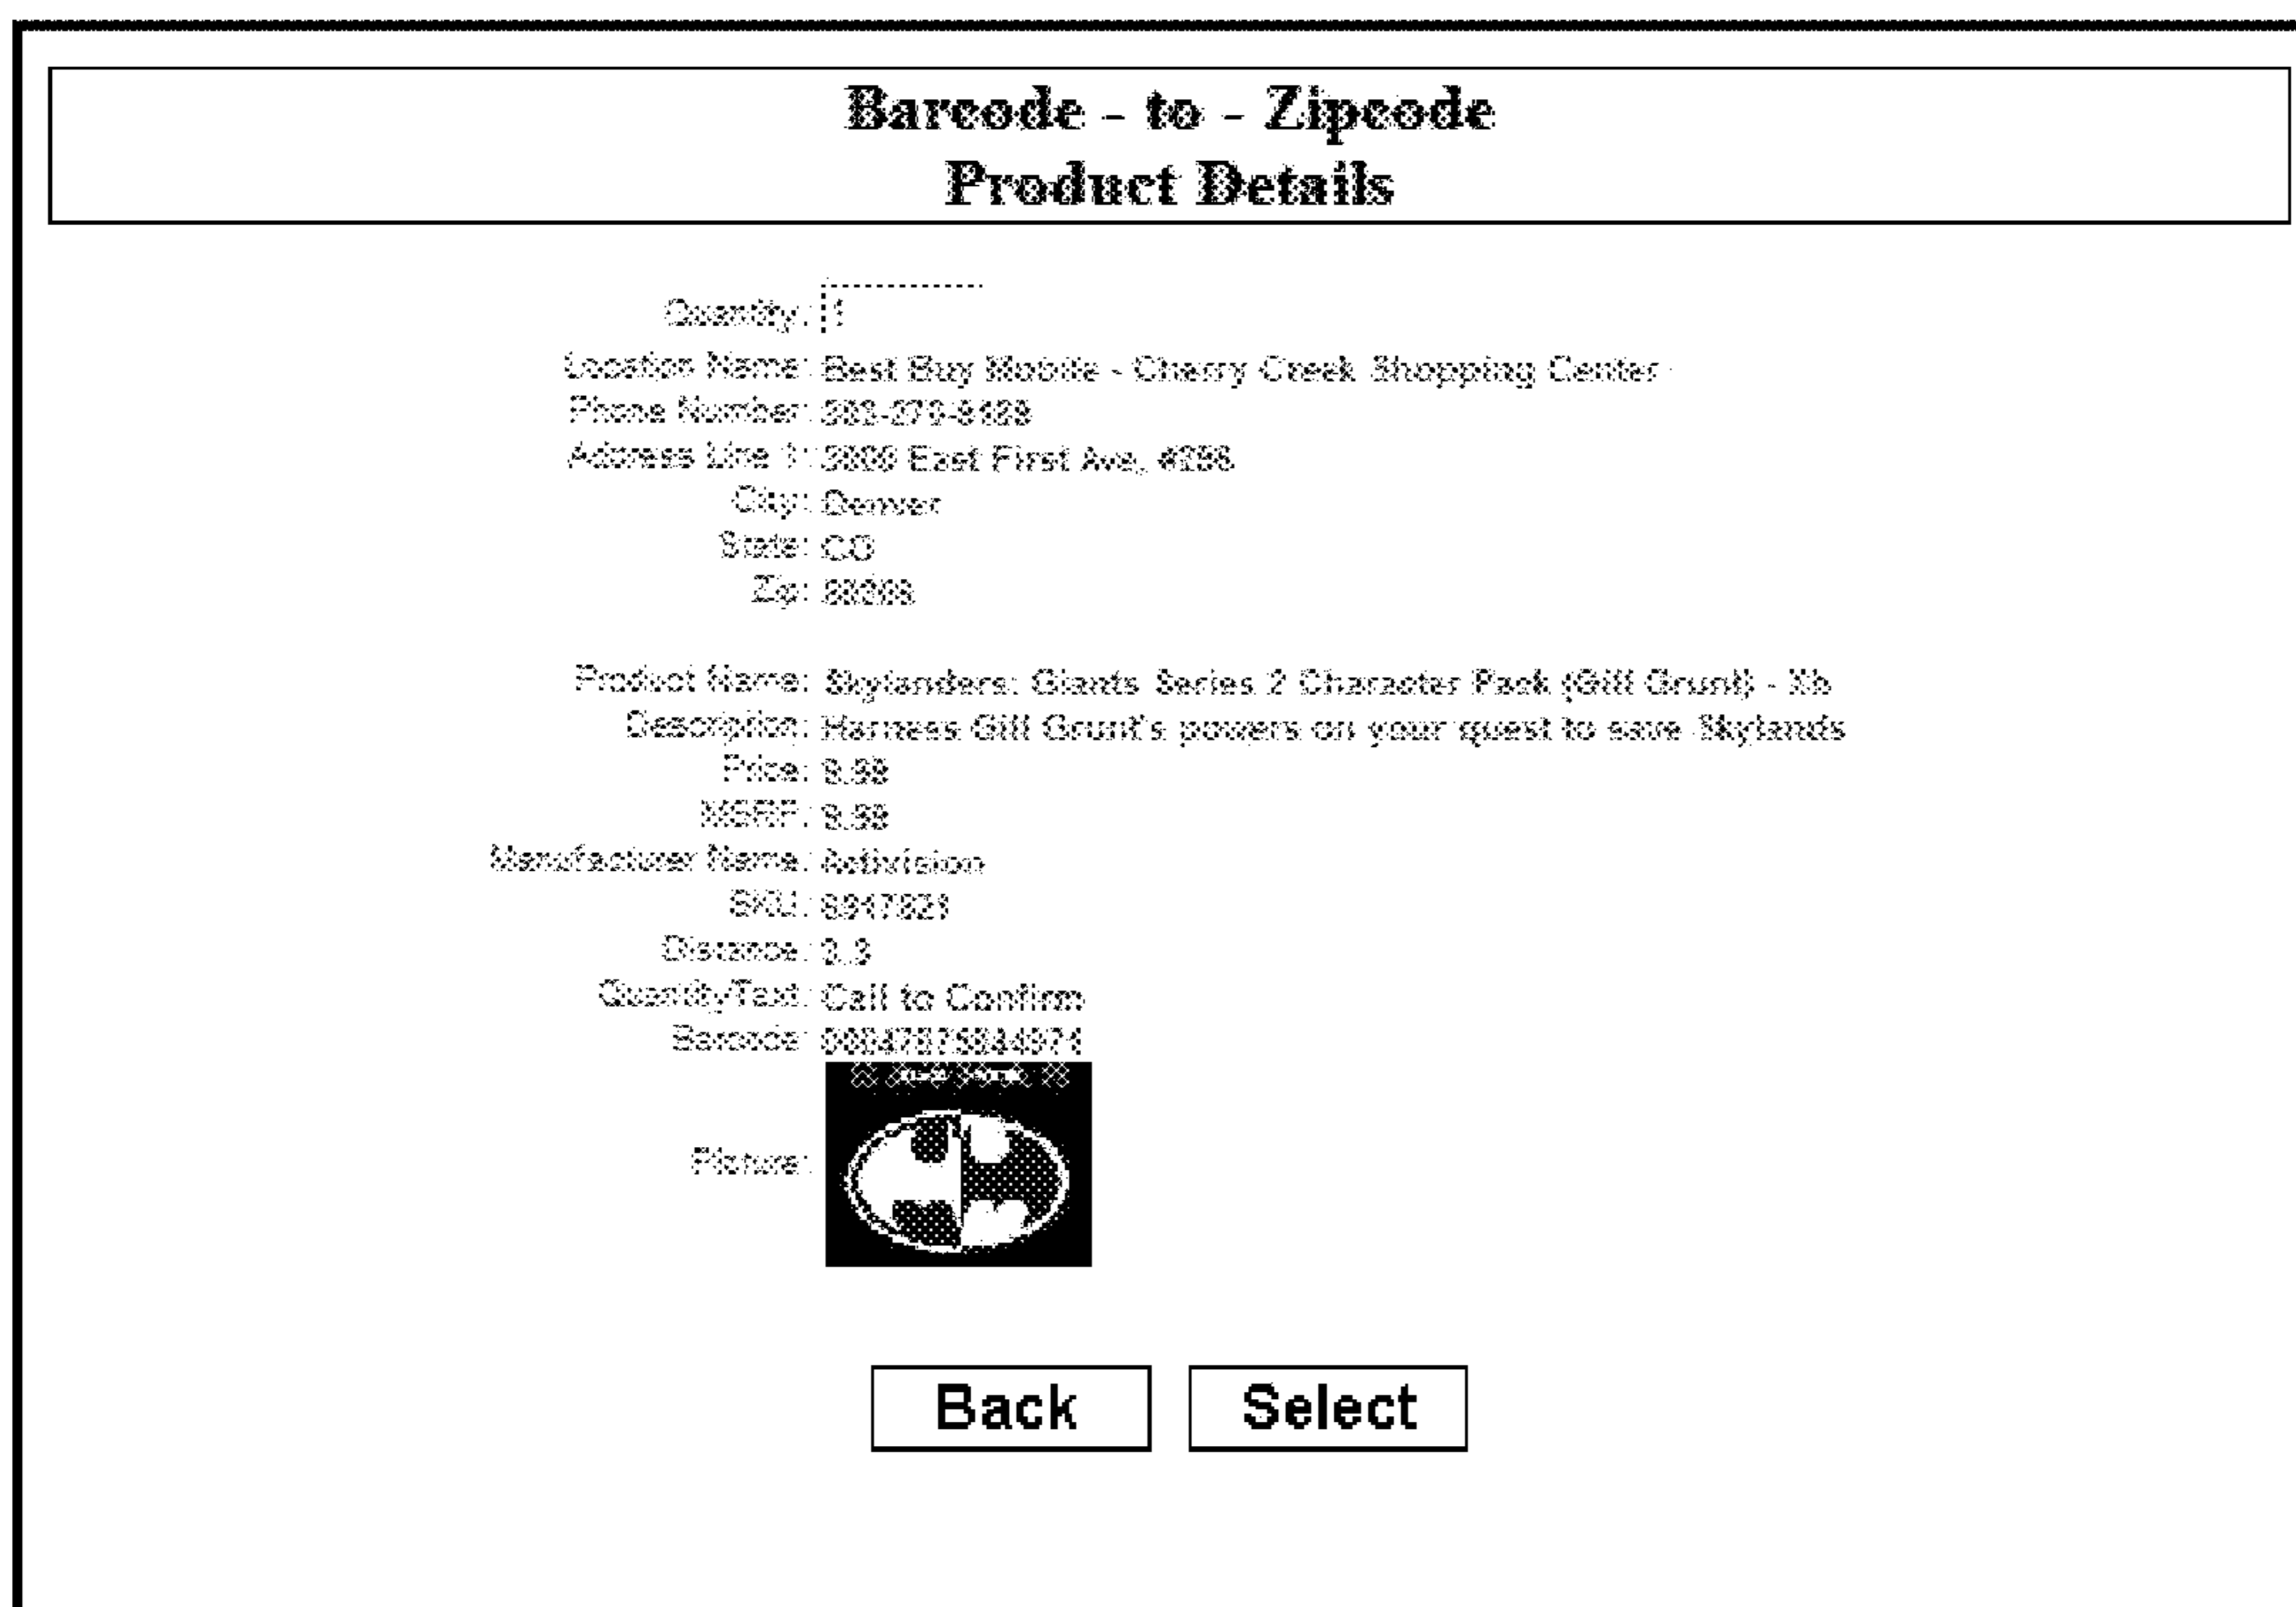 Barcode - to - Zipcode
Product Details
Quantity: 1
Location Name: Best Buy Mobile - Cherry Creek Shopping Center
Phone Number:
Address Line 1: East First Ave,
City: Denver
State: CO
Zip:
Product Name: Skylanders: Giants Series 2 Character Pack (Gill Grunt) - Xb
Description: Harness Gill Grunt's powers on your quest to save Skylands
Price:
MSRP:
Manufacturer Name: Activision
SKU:
Distance: 3.3
QuantityText: Call to Confirm
Barcode:
Picture:
Back Select